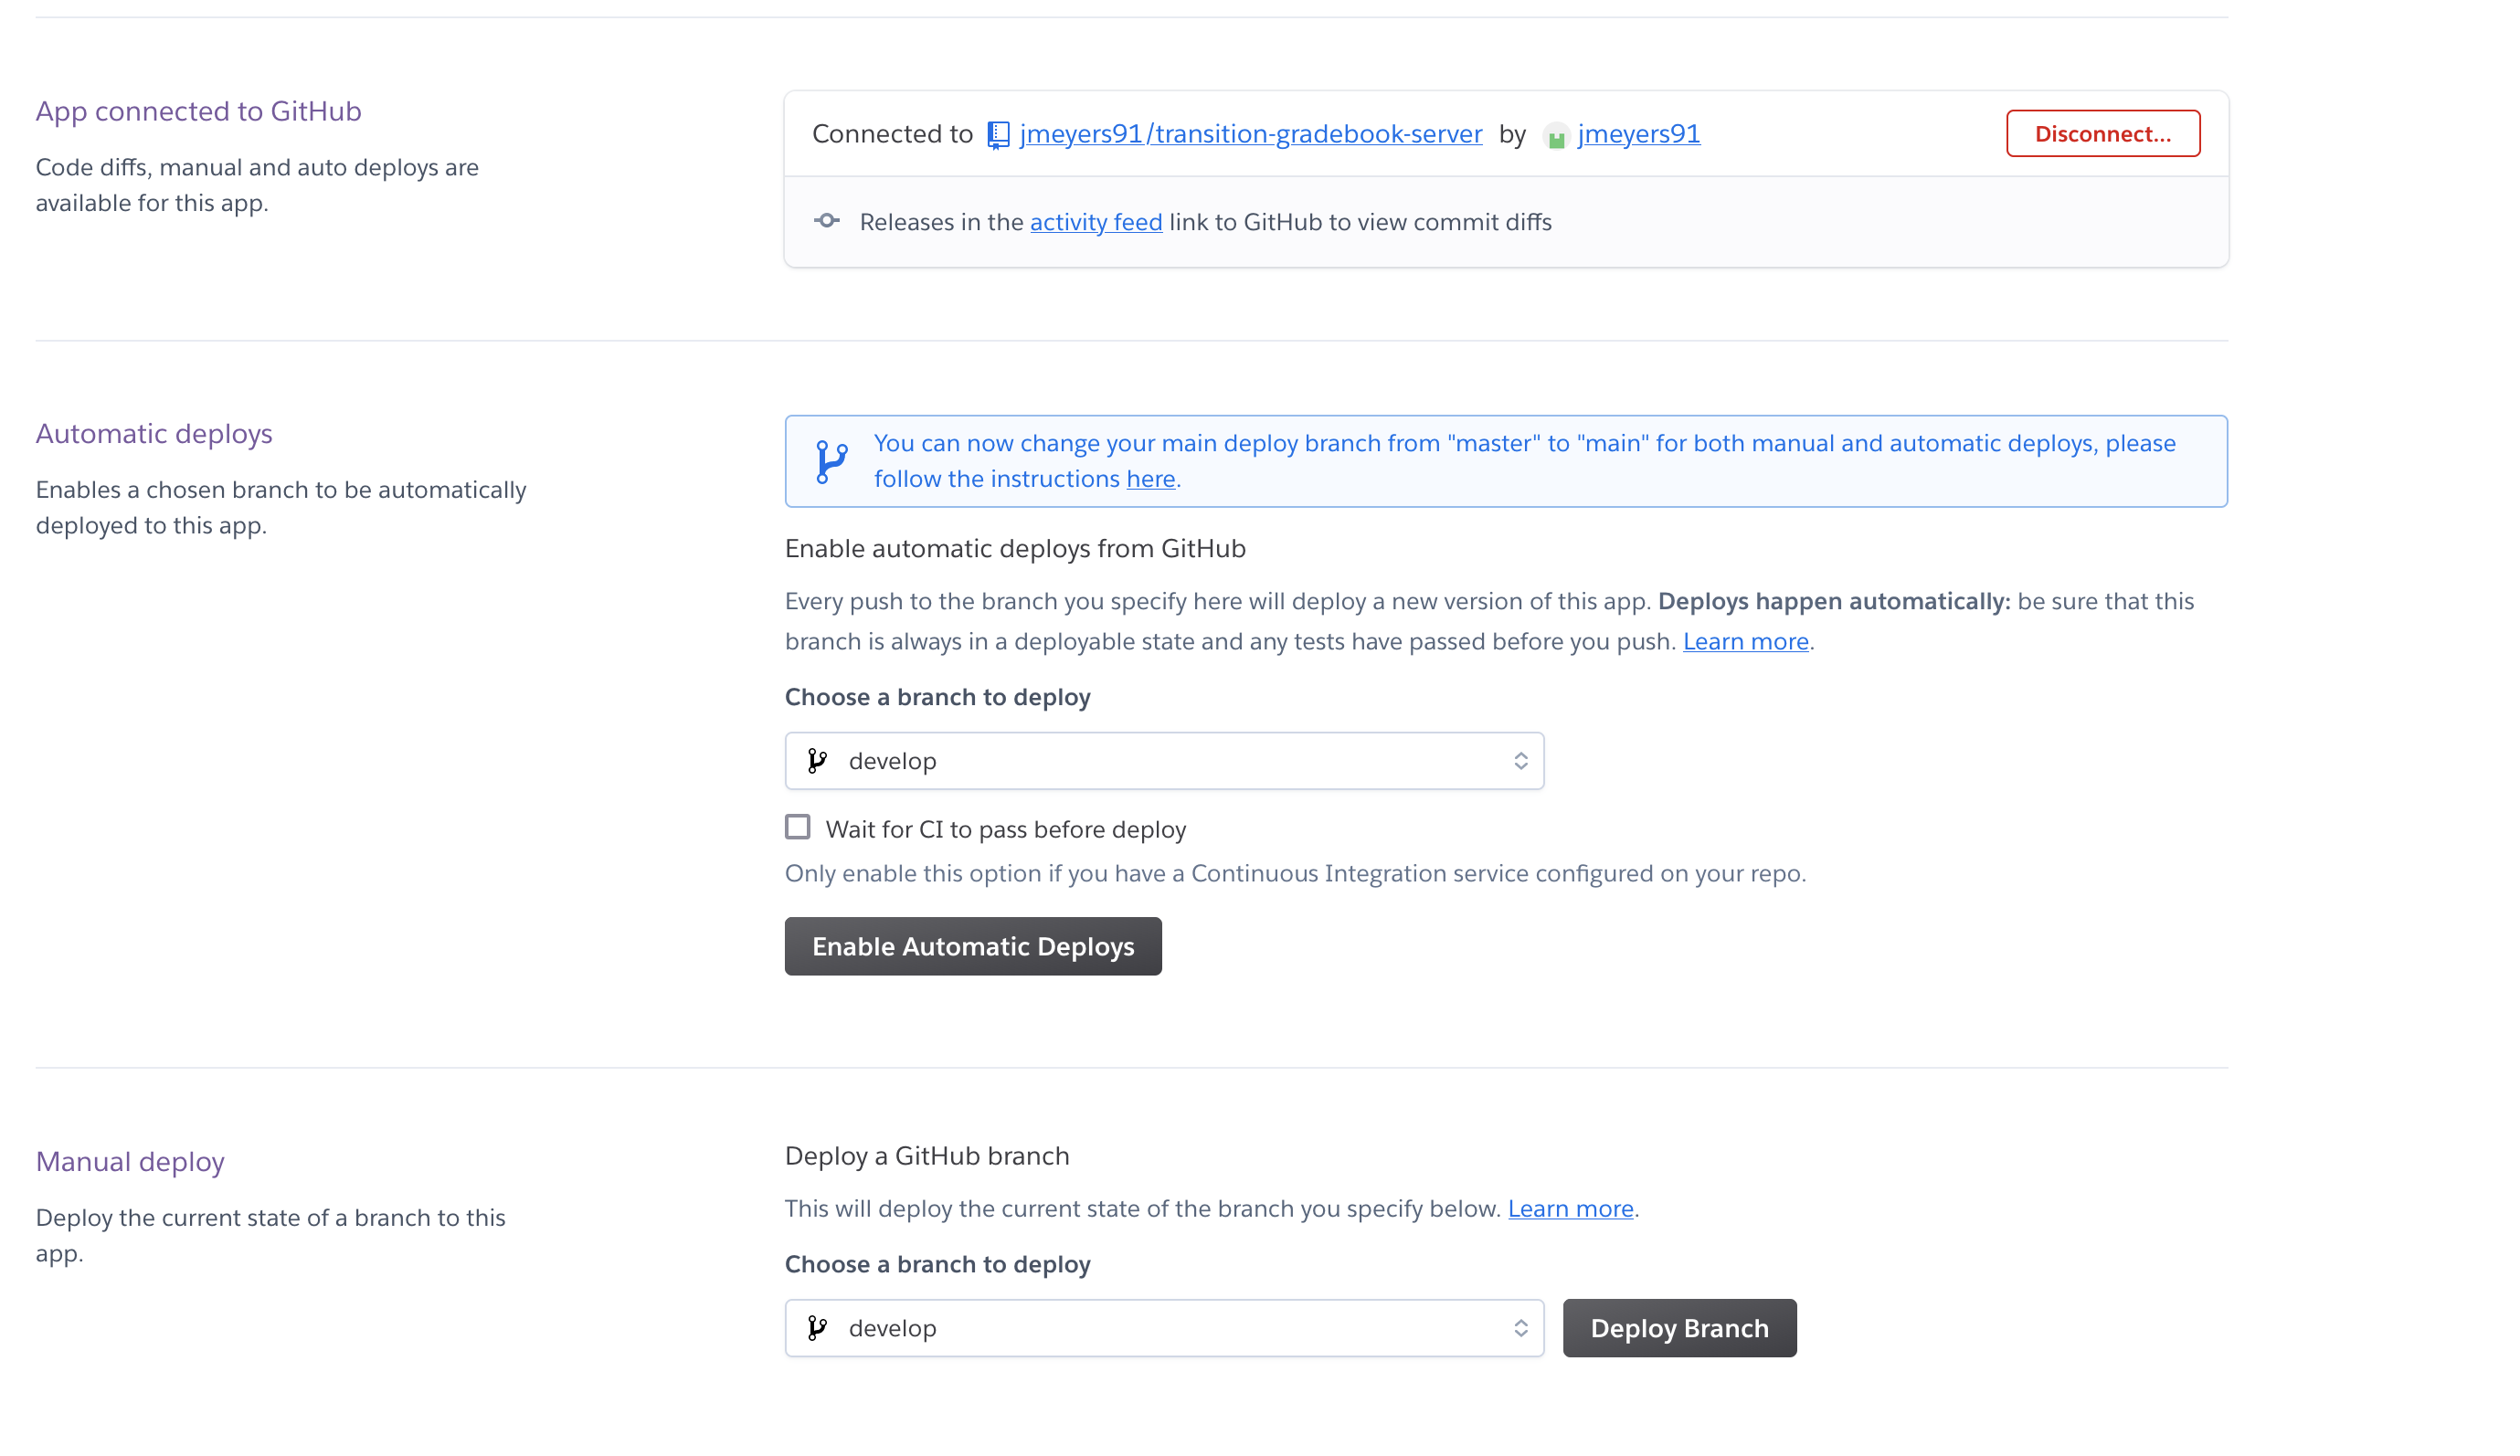 App connected to GitHub
Code diffs, manual and auto deploys are
available for this app.
Connected to jmeyers91/transition-gradebook-server by jmeyers91
Disconnect...
Releases in the activity feed link to GitHub to view commit diffs
Automatic deploys
Enables a chosen branch to be automatically
deployed to this app.
You can now change your main deploy branch from "master" to "main" for both manual and automatic deploys, please
follow the instructions here.
Enable automatic deploys from GitHub
Every push to the branch you specify here will deploy a new version of this app. Deploys happen automatically: be sure that this
branch is always in a deployable state and any tests have passed before you push. Learn more.
Choose a branch to deploy
develop
Wait for CI to pass before deploy
Only enable this option if you have a Continuous Integration service configured on your repo.
Enable Automatic Deploys
Manual deploy
Deploy the current state of a branch to this
app.
Deploy a GitHub branch
This will deploy the current state of the branch you specify below. Learn more.
Choose a branch to deploy
develop
Deploy Branch